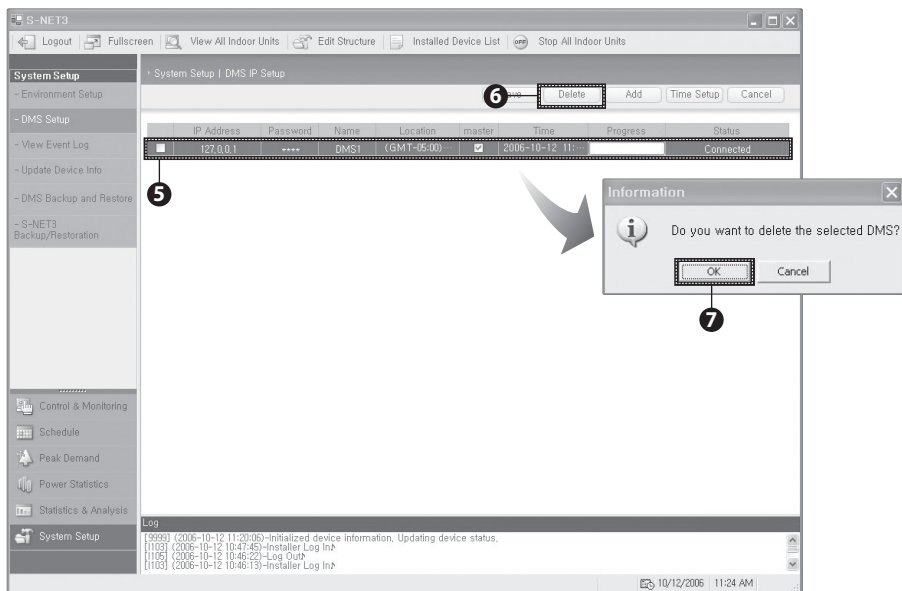 S-NET3
Logout Fullscreen View All Indoor Units Edit Structure Installed Device List OFF Stop All Indoor Units
System Setup
› System Setup | DMS IP Setup
- Environment Setup
6 Delete Add Time Setup Cancel
- DMS Setup
IP Address Password Name Location master Time Progress Status
127,0,0,1 **** DMS1 (GMT-05:00)··· 2006-10-12 11:··· Connected
- View Event Log
- Update Device Info
- DMS Backup and Restore
- S-NET3
Backup/Restoration
5
Information
Do you want to delete the selected DMS?
OK Cancel
7
Control & Monitoring
Schedule
Peak Demand
Power Statistics
Statistics & Analysis
System Setup
Log
[9999] (2006-10-12 11:20:06)-Initialized device information, Updating device status,
[1103] (2006-10-12 10:47:45)-Installer Log In♪
[1105] (2006-10-12 10:46:22)-Log Out♪
[1103] (2006-10-12 10:46:13)-Installer Log In♪
10/12/2006 11:24 AM